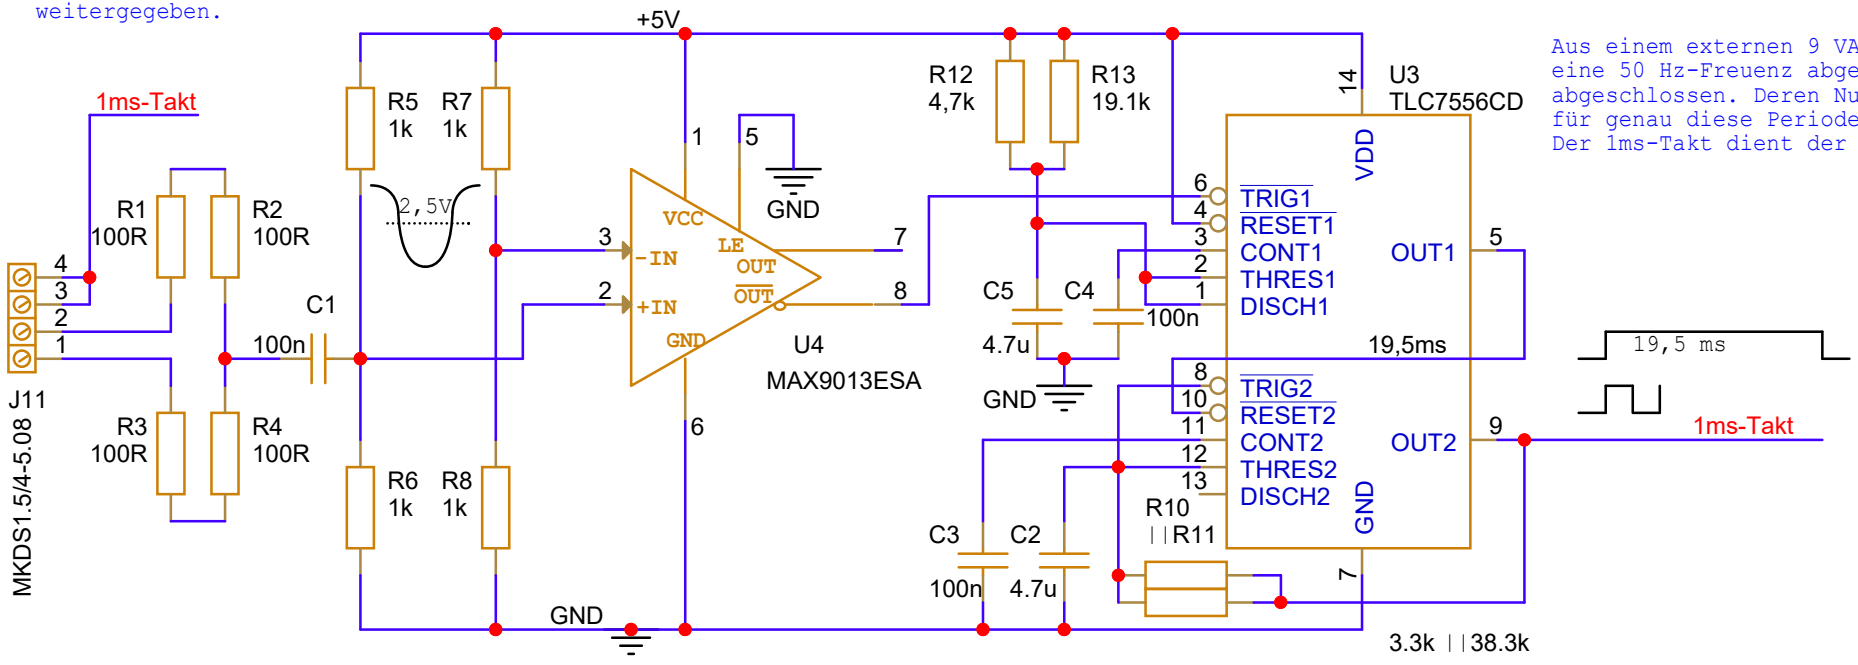 weitergegeben.
+5V
Aus einem externen 9 VA
eine 50 Hz-Freuenz abge
abgeschlossen. Deren Nu
für genau diese Periode
Der 1ms-Takt dient der
1ms-Takt
R5
1k
R7
1k
R12
4,7k
R13
19.1k
14
U3
TLC7556CD
1
5
VCC
LE
GND
2,5V
R1
100R
R2
100R
3
-IN
2
+IN
OUT
OUT
GND
7
8
6
U4
MAX9013ESA
4
3
2
1
J11
MKDS1.5/4-5.08
C1
100n
R3
100R
R4
100R
R6
1k
R8
1k
GND
C5
4.7u
C4
100n
GND
VDD
6
TRIG1
4
RESET1
3
CONT1
2
THRES1
1
DISCH1
OUT1
5
19,5ms
8
TRIG2
10
RESET2
11
CONT2
12
THRES2
13
DISCH2
OUT2
9
GND
7
19,5 ms
1ms-Takt
C3
100n
C2
4.7u
R10
||R11
3.3k ||38.3k